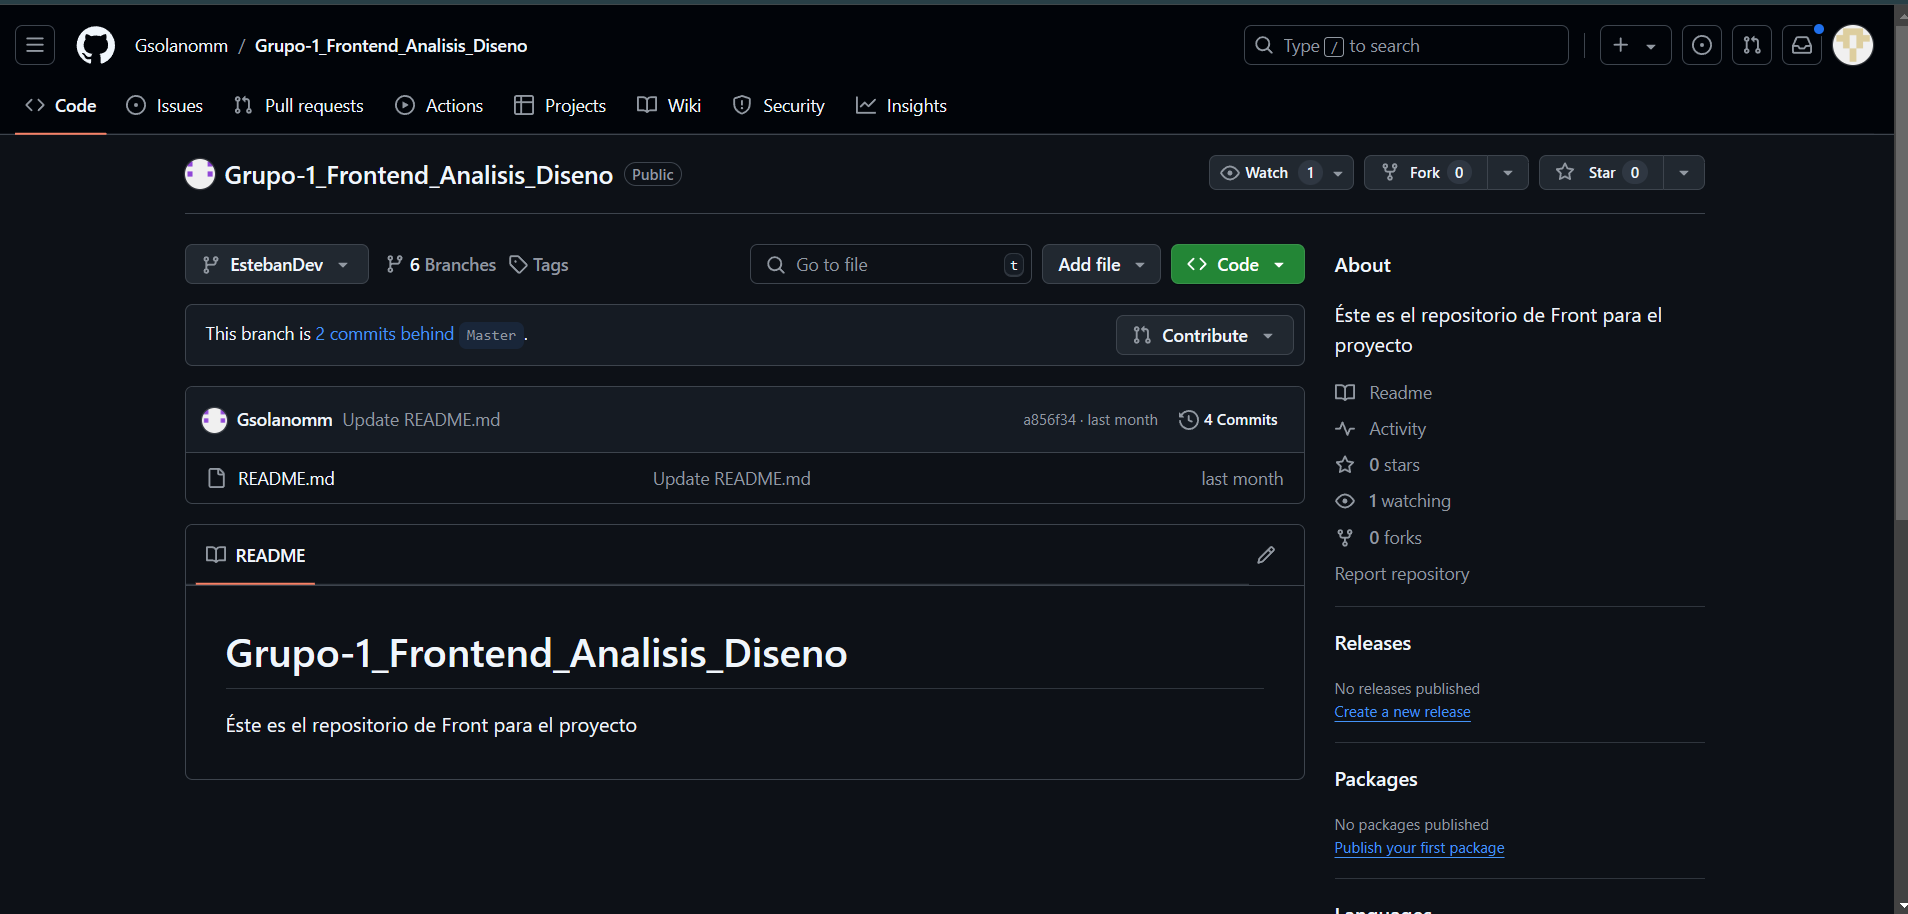 Gsolanomm / Grupo-1_Frontend_Analisis_Diseno
Type / to search
Code Issues Pull requests Actions Projects Wiki Security Insights
Grupo-1_Frontend_Analisis_Diseno Public
Watch 1 Fork 0 Star 0
EstebanDev 6 Branches Tags
Go to file t
Add file Code
This branch is 2 commits behind Master .
Contribute
Gsolanomm Update README.md a856f34 · last month 4 Commits
README.md Update README.md last month
README
Grupo-1_Frontend_Analisis_Diseno
Éste es el repositorio de Front para el proyecto
About
Éste es el repositorio de Front para el
proyecto
Readme
Activity
0 stars
1 watching
0 forks
Report repository
Releases
No releases published
Create a new release
Packages
No packages published
Publish your first package
Languages